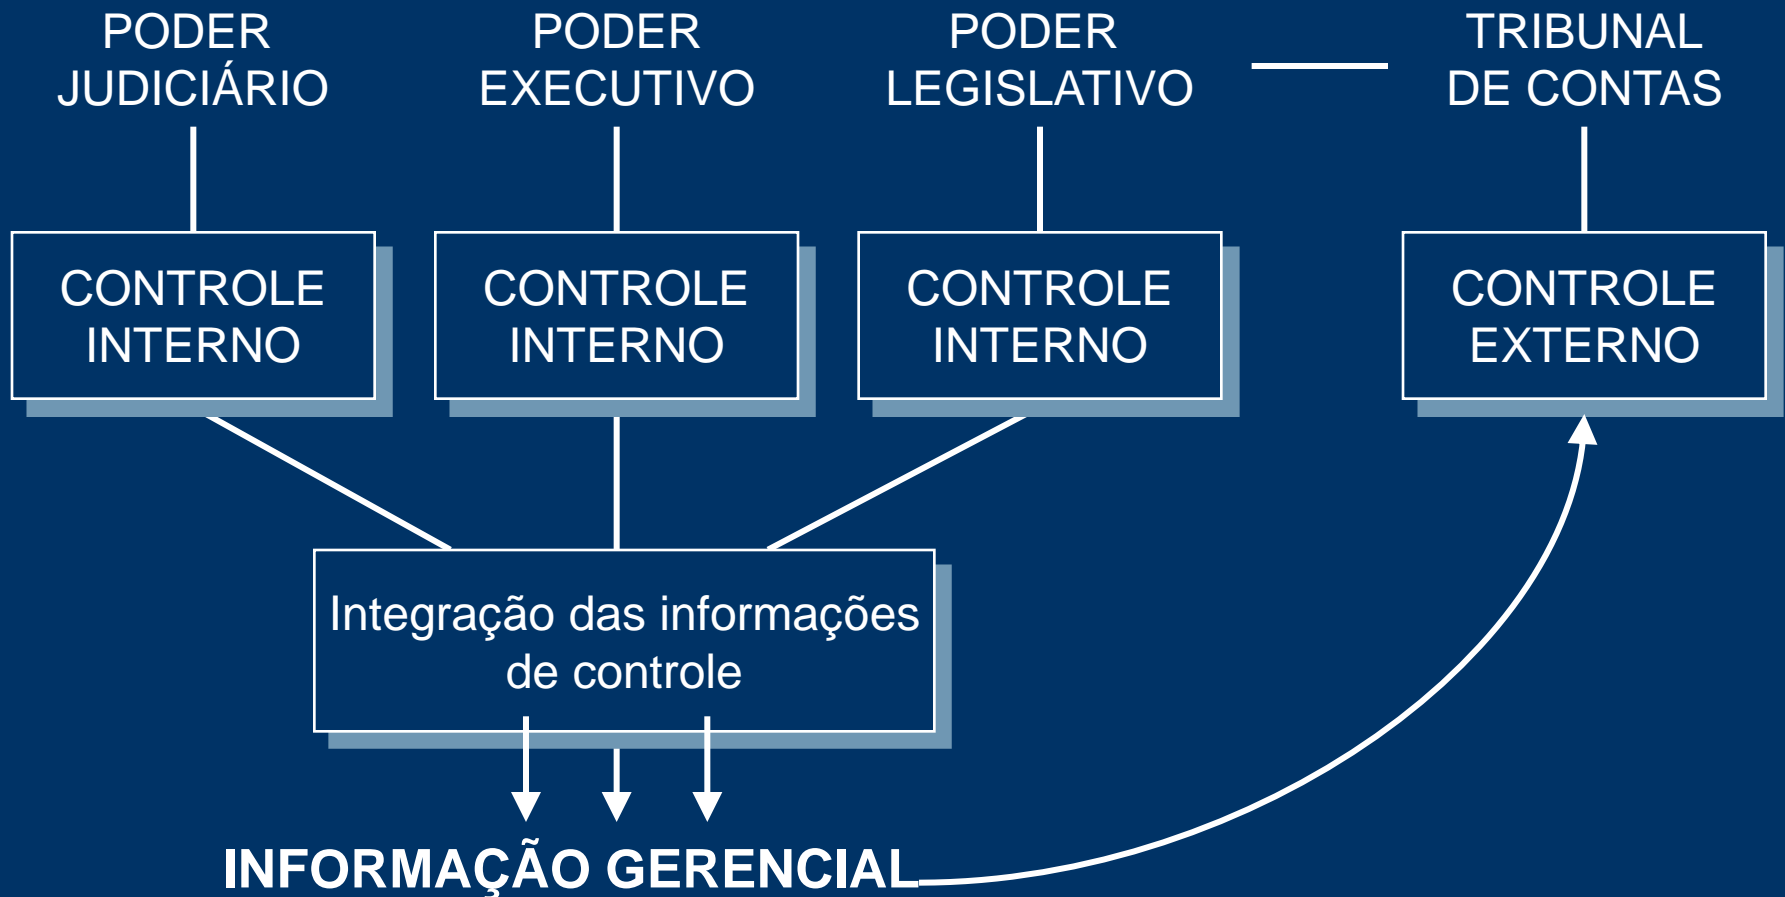 PODER
JUDICIÁRIO
PODER
EXECUTIVO
PODER
LEGISLATIVO
TRIBUNAL
DE CONTAS
CONTROLE
INTERNO
CONTROLE
INTERNO
CONTROLE
INTERNO
CONTROLE
EXTERNO
Integração das informações
de controle
INFORMAÇÃO GERENCIAL